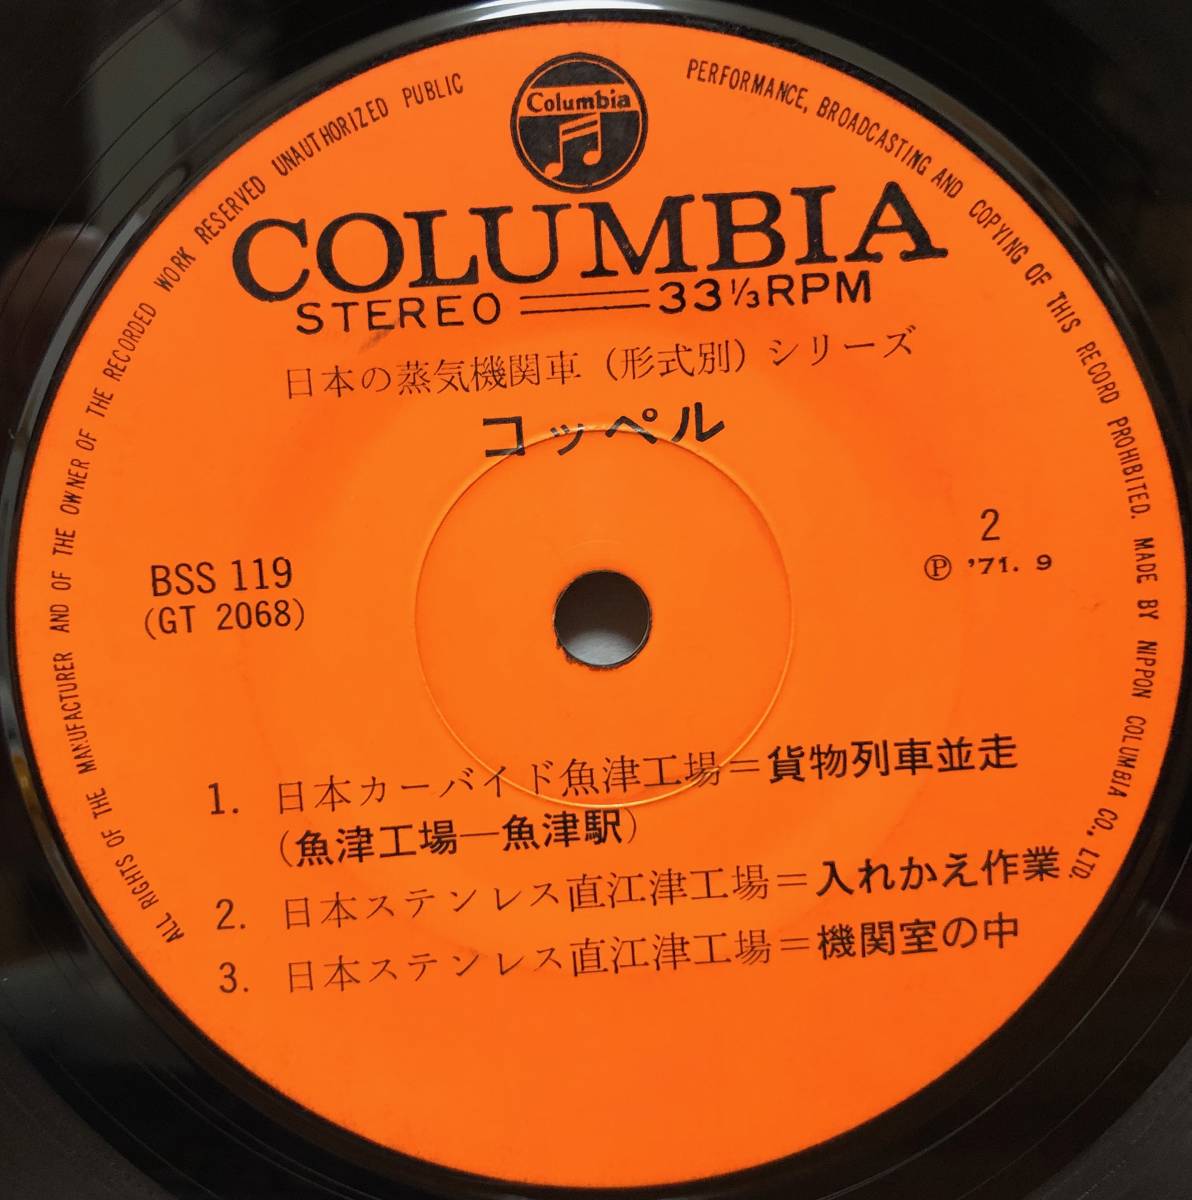 Columbia
COLUMBIA
STEREO 33 1/3 RPM
日本の蒸気機関車（形式別）シリーズ
コッペル
2
BSS 119
(GT 2068)
Ⓟ '71. 9
1. 日本カーバイド魚津工場＝貨物列車並走
(魚津工場—魚津駅)
2. 日本ステンレス直江津工場＝入れかえ作業
3. 日本ステンレス直江津工場＝機関室の中
ALL RIGHTS OF THE MANUFACTURER AND OF THE OWNER OF THE RECORDED WORK RESERVED UNAUTHORIZED PUBLIC PERFORMANCE, BROADCASTING AND COPYING OF THIS RECORD PROHIBITED. MADE BY NIPPON COLUMBIA CO., LTD.